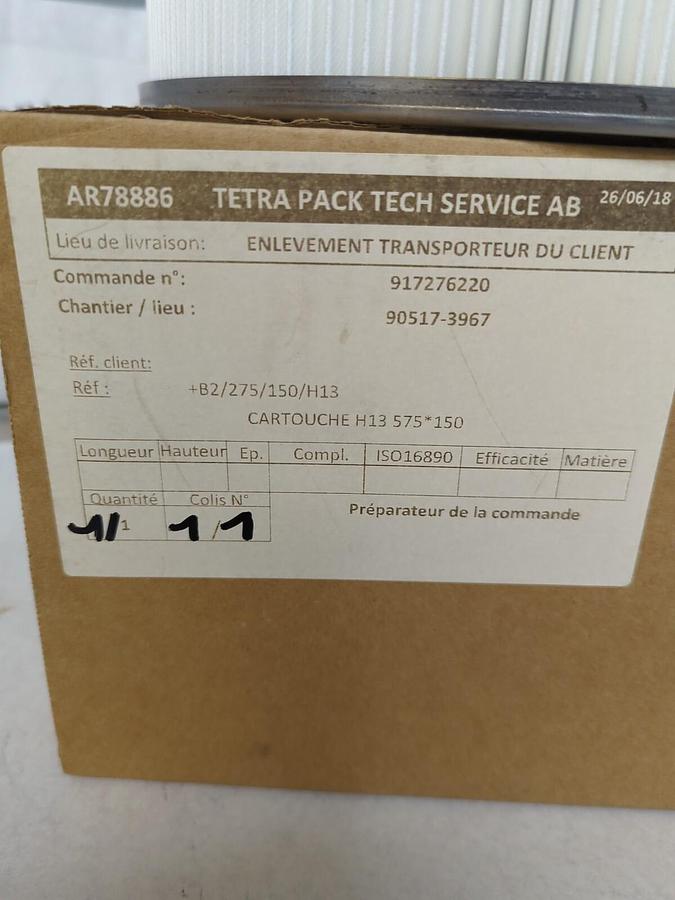 AR78886 TETRA PACK TECH SERVICE AB 26/06/18
Lieu de livraison: ENLEVEMENT TRANSPORTEUR DU CLIENT
Commande n°: 917276220
Chantier / lieu : 90517-3967
Réf. client:
Réf : +B2/275/150/H13
CARTOUCHE H13 575*150
Longueur Hauteur Ep. Compl. ISO16890 Efficacité Matière
Quantité Colis N°
1/1 1/1
Préparateur de la commande